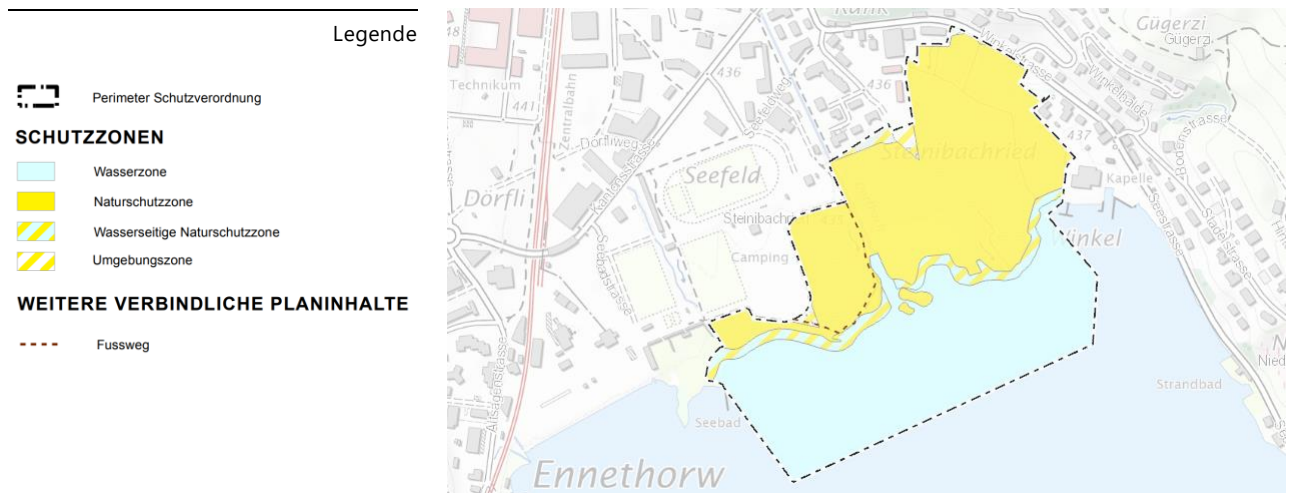 Legende
Perimeter Schutzverordnung
SCHUTZZONEN
Wasserzone
Naturschutzzone
Wasserseitige Naturschutzzone
Umgebungszone
WEITERE VERBINDLICHE PLANINHALTE
Fussweg
Gügerzi
Gügerzi
Winkelstrasse
Winkelhalde
Technikum
436
436
441
437
Zentralbahn
Dörfliweg
Seefeldweg
Bodenstrasse
Steinibachried
Seefeld
Kapelle
Dörfli
Winkel
Camping
Seestrasse
Strandbad
Seebad
Ennethorw